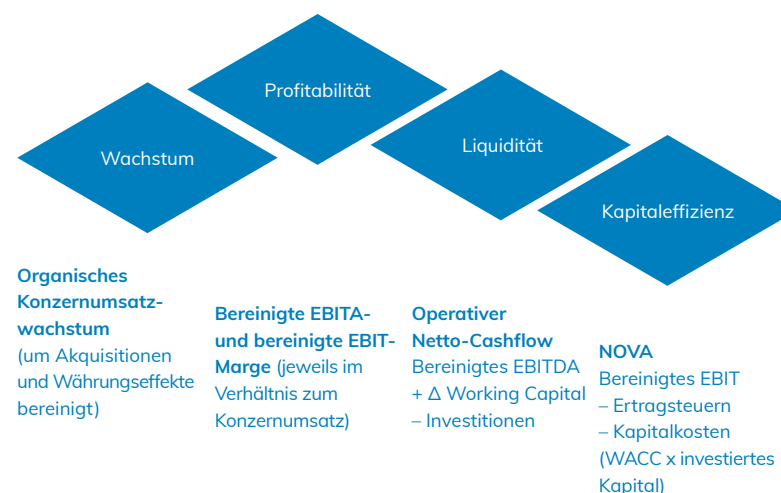 Profitabilität
Liquidität
Wachstum
Kapitaleffizienz
Organisches
Konzernumsatz-
wachstum
(um Akquisitionen
und Währungseffekte
bereinigt)
Bereinigte EBITA-
und bereinigte EBIT-
Marge (jeweils im
Verhältnis zum
Konzernumsatz)
Operativer
Netto-Cashflow
Bereinigtes EBITDA
+ Δ Working Capital
– Investitionen
NOVA
Bereinigtes EBIT
– Ertragsteuern
– Kapitalkosten
(WACC x investiertes
Kapital)